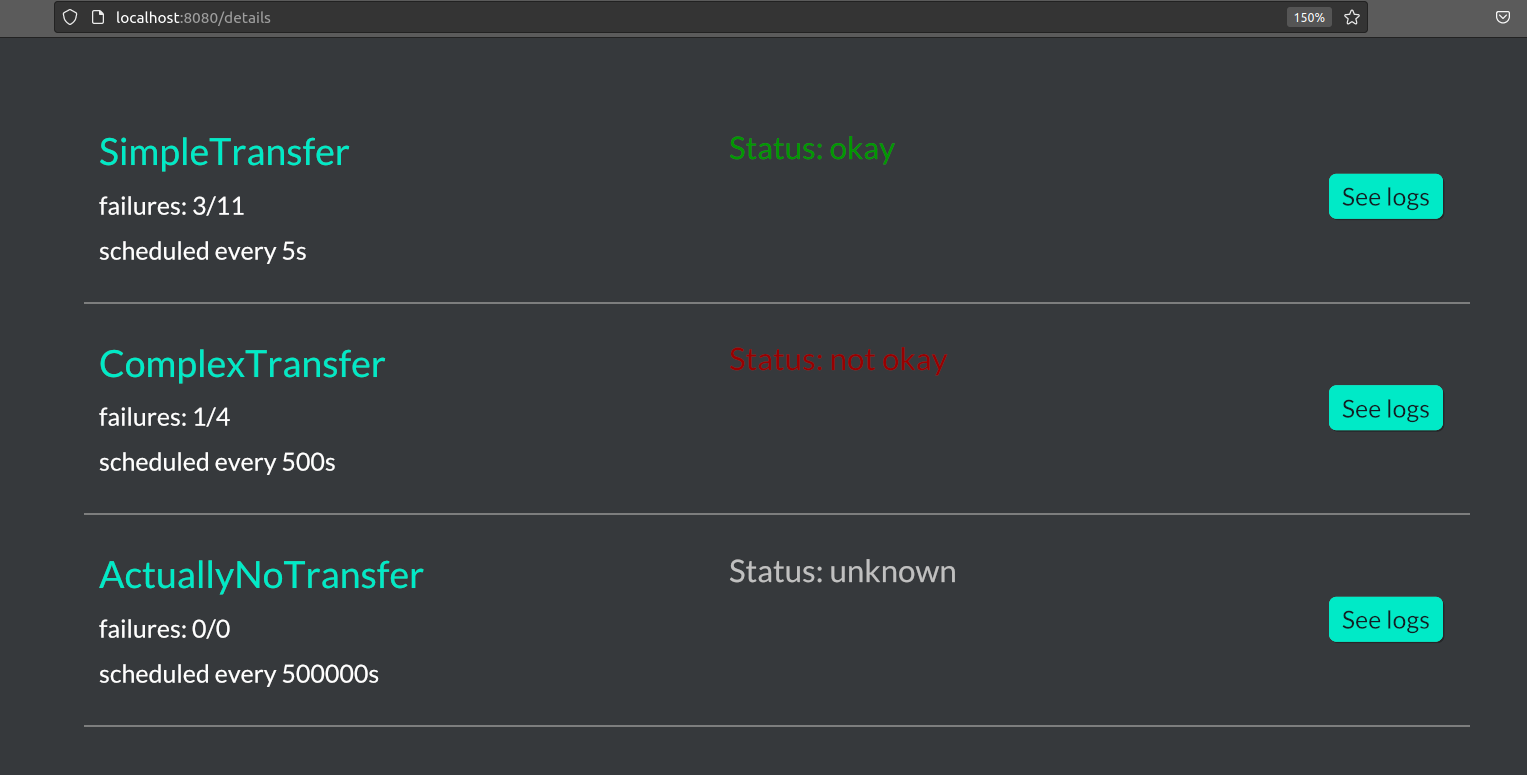 localhost:8080/details
150%
SimpleTransfer
Status: okay
failures: 3/11
See logs
scheduled every 5s
ComplexTransfer
Status: not okay
failures: 1/4
See logs
scheduled every 500s
ActuallyNoTransfer
Status: unknown
failures: 0/0
See logs
scheduled every 500000s